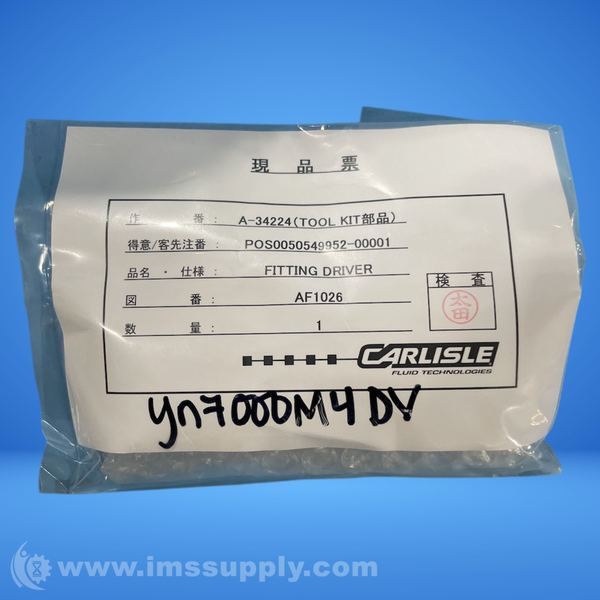 現品票
作番: A-34224(TOOL KIT部品)
得意/客先注番: POS0050549952-00001
品名・仕様: FITTING DRIVER
図番: AF1026
数量: 1
検査
太田
CARLISLE
FLUID TECHNOLOGIES
yn7000M4DV
www.imssupply.com